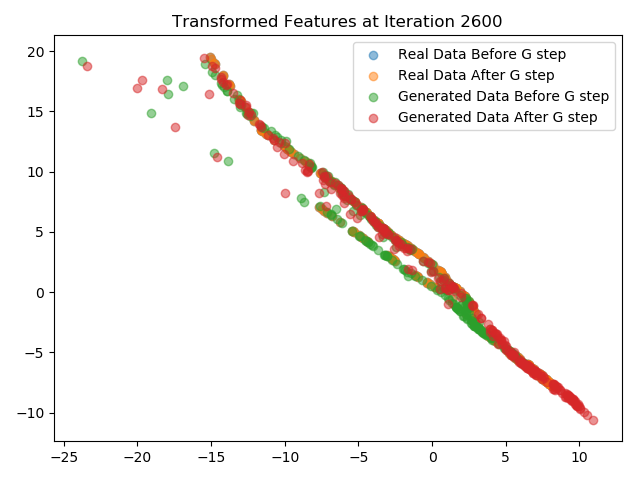 Transformed Features at Iteration 2600
Real Data Before G step
Real Data After G step
Generated Data Before G step
Generated Data After G step
20
15
10
5
0
−5
−10
−25 −20 −15 −10 −5 0 5 10